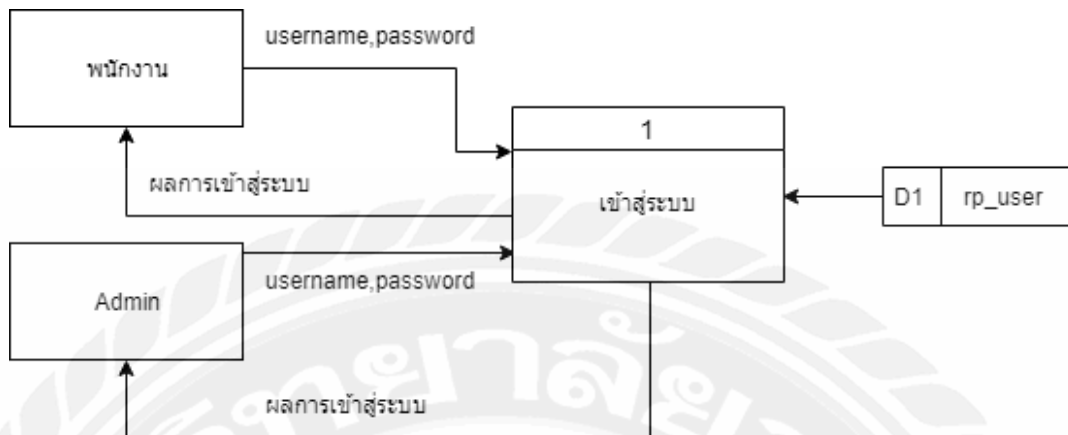 username,password
พนักงาน
1
ผลการเข้าสู่ระบบ
เข้าสู่ระบบ
D1 rp_user
username,password
Admin
ผลการเข้าสู่ระบบ